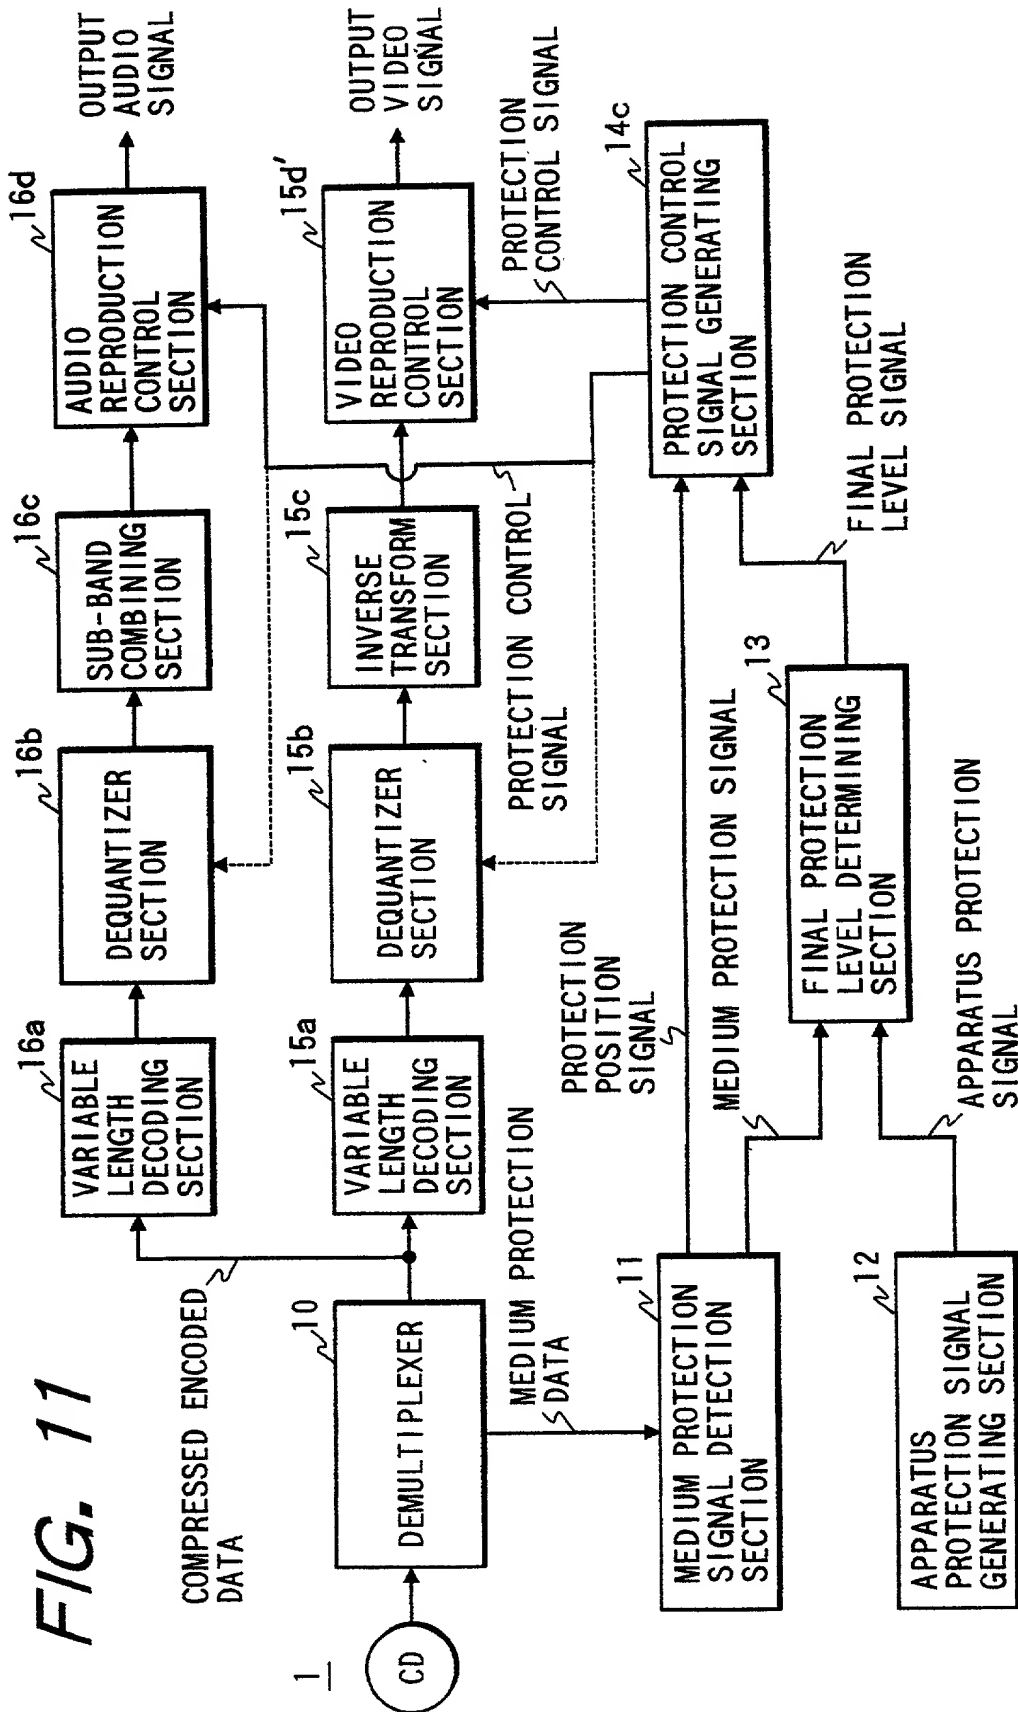 FIG. 11
1
CD
10
DEMULTIPLEXER
COMPRESSED ENCODED
DATA
16a
VARIABLE
LENGTH
DECODING
SECTION
16b
DEQUANTIZER
SECTION
16c
SUB-BAND
COMBINING
SECTION
16d
AUDIO
REPRODUCTION
CONTROL
SECTION
OUTPUT
AUDIO
SIGNAL
15a
VARIABLE
LENGTH
DECODING
SECTION
15b
DEQUANTIZER
SECTION
15c
INVERSE
TRANSFORM
SECTION
15d'
VIDEO
REPRODUCTION
CONTROL
SECTION
OUTPUT
VIDEO
SIGNAL
MEDIUM PROTECTION
DATA
PROTECTION
POSITION
SIGNAL
PROTECTION CONTROL
SIGNAL
PROTECTION
CONTROL SIGNAL
11
MEDIUM PROTECTION
SIGNAL DETECTION
SECTION
14c
PROTECTION CONTROL
SIGNAL GENERATING
SECTION
MEDIUM PROTECTION SIGNAL
13
FINAL PROTECTION
LEVEL DETERMINING
SECTION
FINAL PROTECTION
LEVEL SIGNAL
12
APPARATUS
PROTECTION SIGNAL
GENERATING SECTION
APPARATUS PROTECTION
SIGNAL